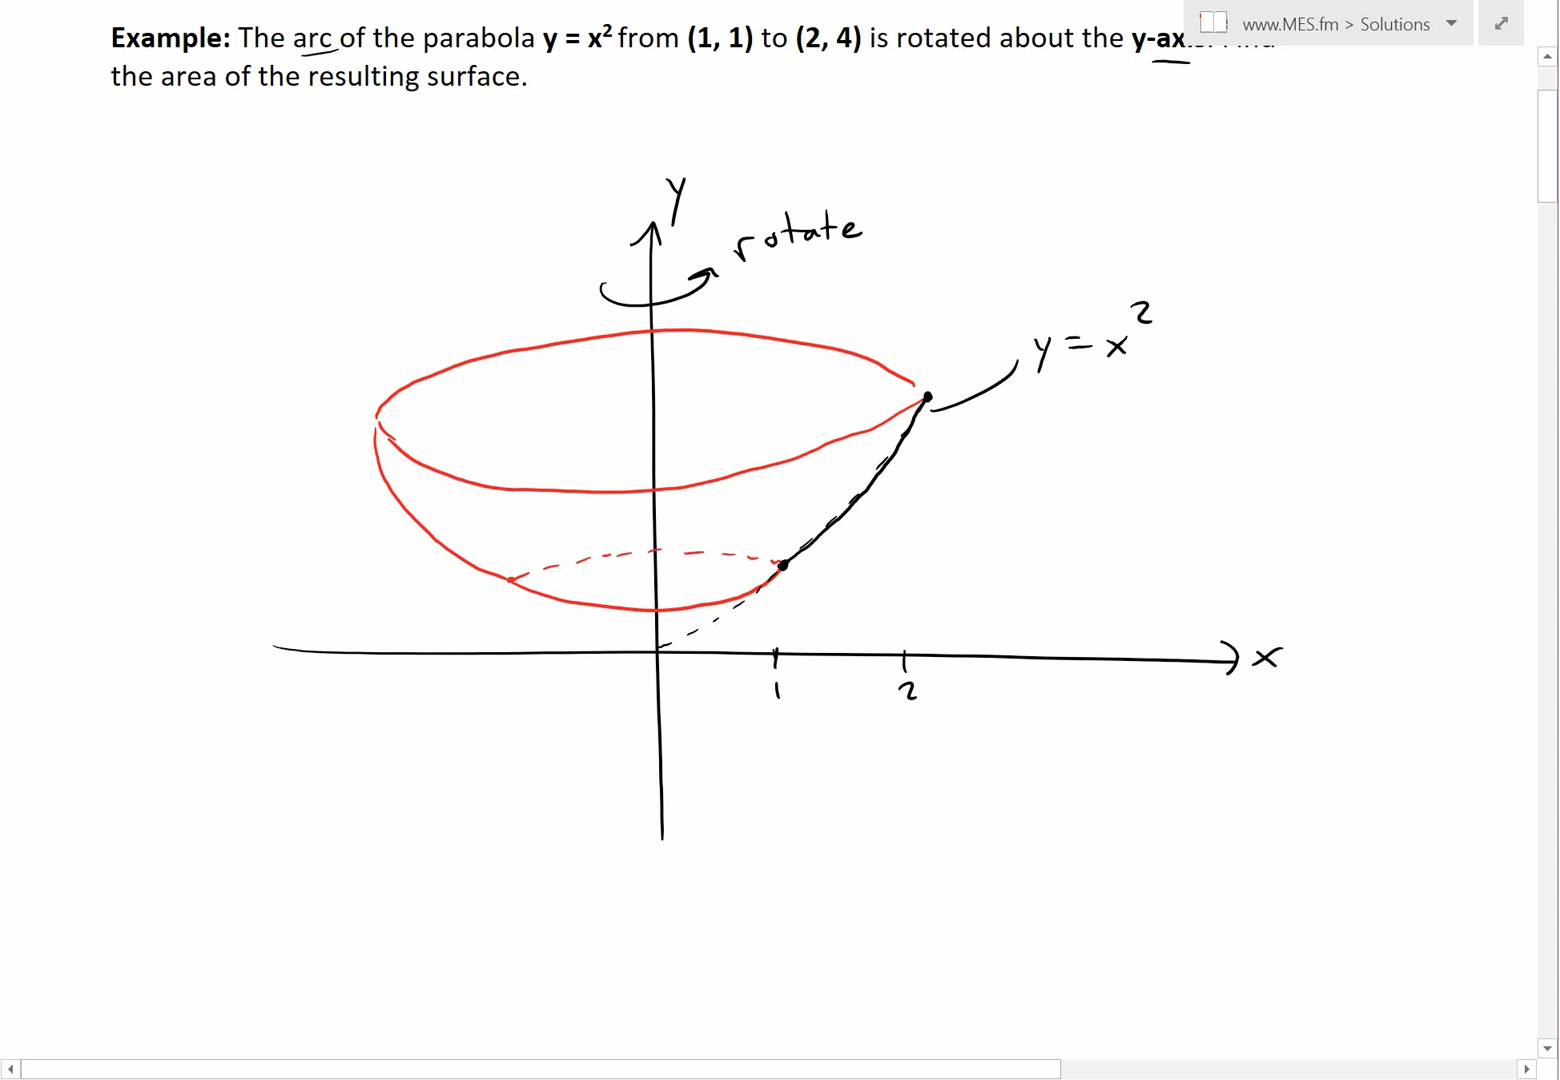 www.MES.fm > Solutions
Example: The arc of the parabola y = x² from (1, 1) to (2, 4) is rotated about the y-ax
the area of the resulting surface.
y
rotate
y = x²
x
1
2